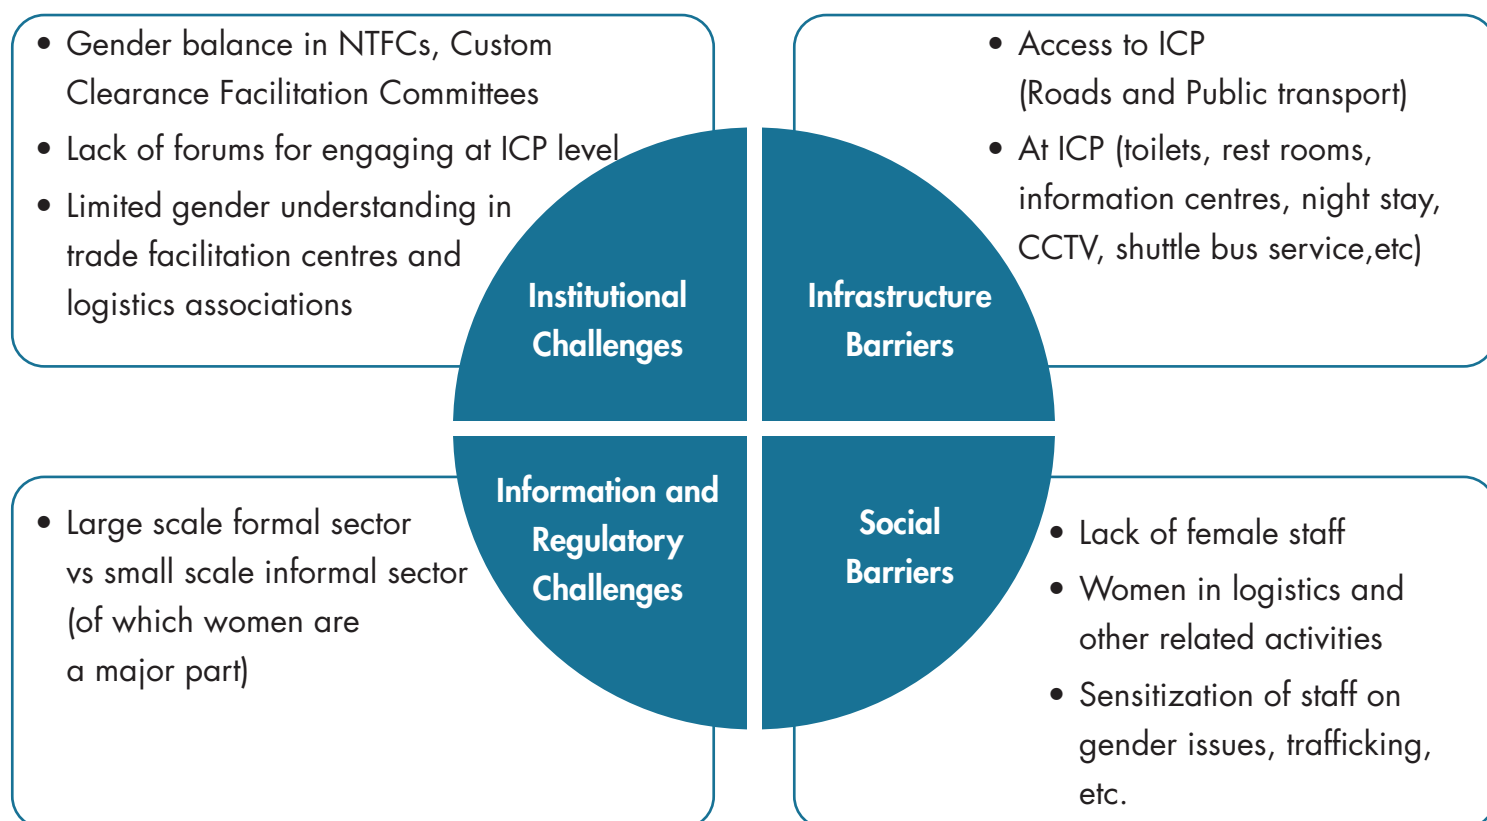 • Gender balance in NTFCs, Custom
Clearance Facilitation Committees
• Lack of forums for engaging at ICP level
• Limited gender understanding in
trade facilitation centres and
logistics associations
Institutional
Challenges
• Access to ICP
(Roads and Public transport)
• At ICP (toilets, rest rooms,
information centres, night stay,
CCTV, shuttle bus service,etc)
Infrastructure
Barriers
• Large scale formal sector
vs small scale informal sector
(of which women are
a major part)
Information and
Regulatory
Challenges
Social
Barriers
• Lack of female staff
• Women in logistics and
other related activities
• Sensitization of staff on
gender issues, trafficking,
etc.